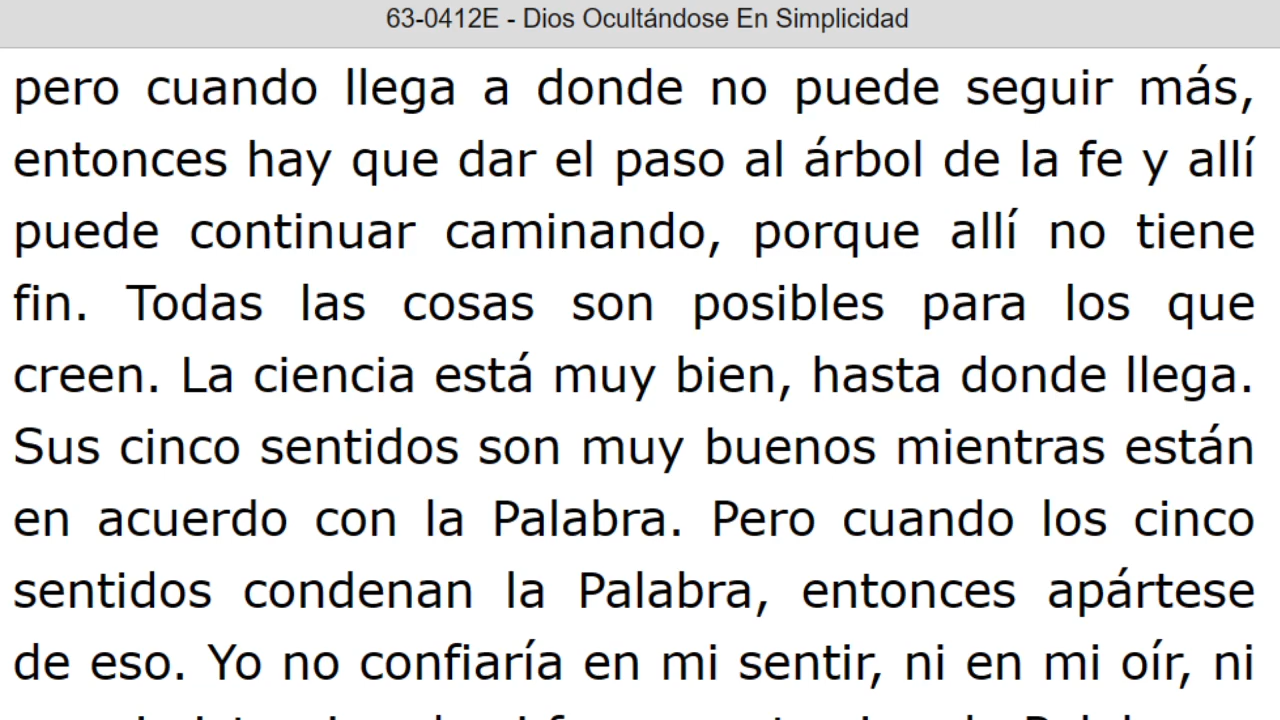 63-0412E - Dios Ocultándose En Simplicidad
pero cuando llega a donde no puede seguir más,
entonces hay que dar el paso al árbol de la fe y allí
puede continuar caminando, porque allí no tiene
fin. Todas las cosas son posibles para los que
creen. La ciencia está muy bien, hasta donde llega.
Sus cinco sentidos son muy buenos mientras están
en acuerdo con la Palabra. Pero cuando los cinco
sentidos condenan la Palabra, entonces apártese
de eso. Yo no confiaría en mi sentir, ni en mi oír, ni